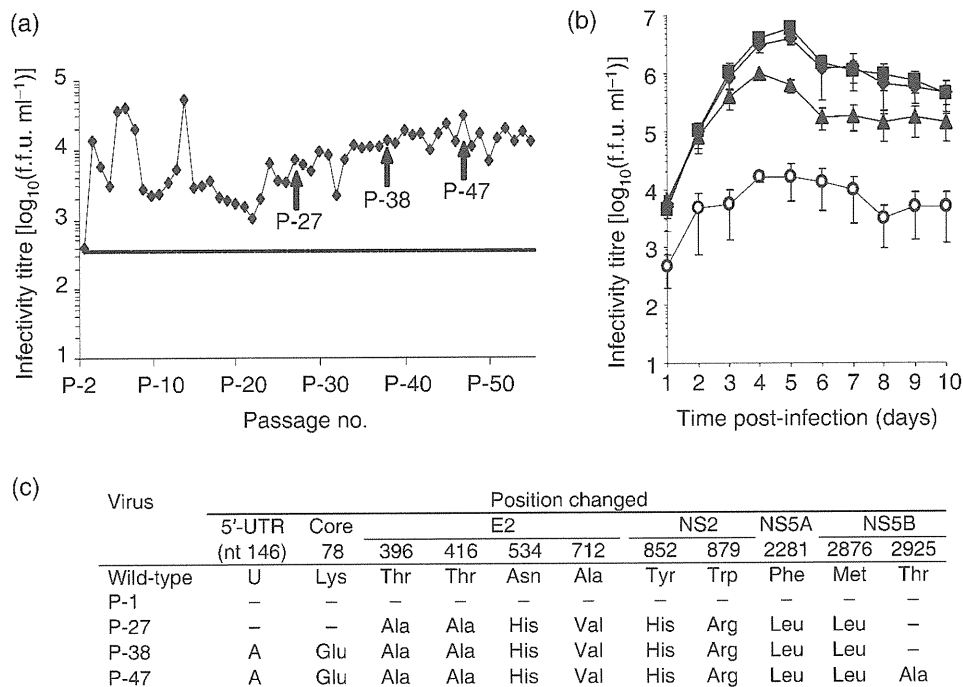 (a)
Infectivity titre [log10(f.f.u. ml−1)]
5
4
3
2
1
P-27
P-38
P-47
P-2
P-10
P-20
P-30
P-40
P-50
Passage no.
(b)
Infectivity titre [log10(f.f.u. ml−1)]
7
6
5
4
3
2
1
1 2 3 4 5 6 7 8 9 10
Time post-infection (days)
(c)
Virus Position changed
5′-UTR Core E2 NS2 NS5A NS5B
(nt 146) 78 396 416 534 712 852 879 2281 2876 2925
Wild-type U Lys Thr Thr Asn Ala Tyr Trp Phe Met Thr
P-1 – – – – – – – – – – –
P-27 – – Ala Ala His Val His Arg Leu Leu –
P-38 A Glu Ala Ala His Val His Arg Leu Leu –
P-47 A Glu Ala Ala His Val His Arg Leu Leu Ala